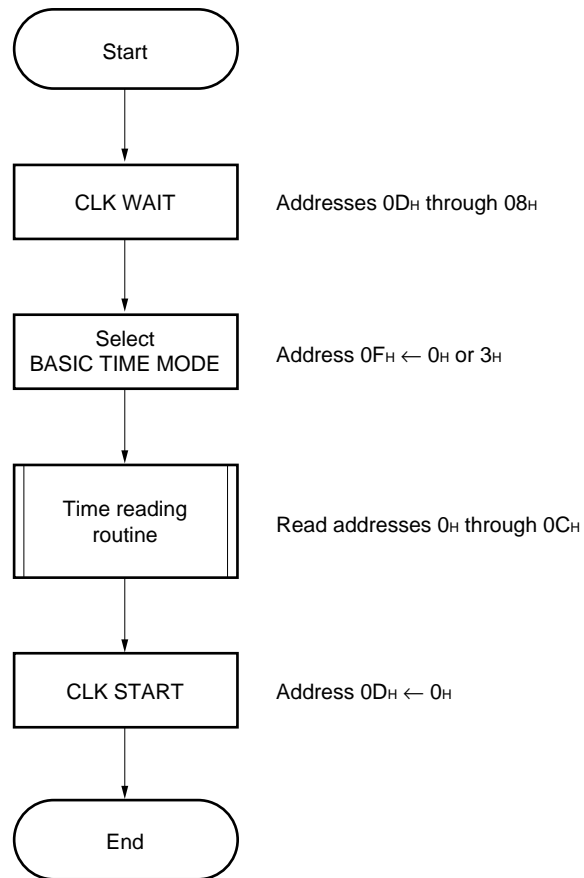 Start
CLK WAIT
Addresses 0DH through 08H
Select
BASIC TIME MODE
Address 0FH ← 0H or 3H
Time reading
routine
Read addresses 0H through 0CH
CLK START
Address 0DH ← 0H
End